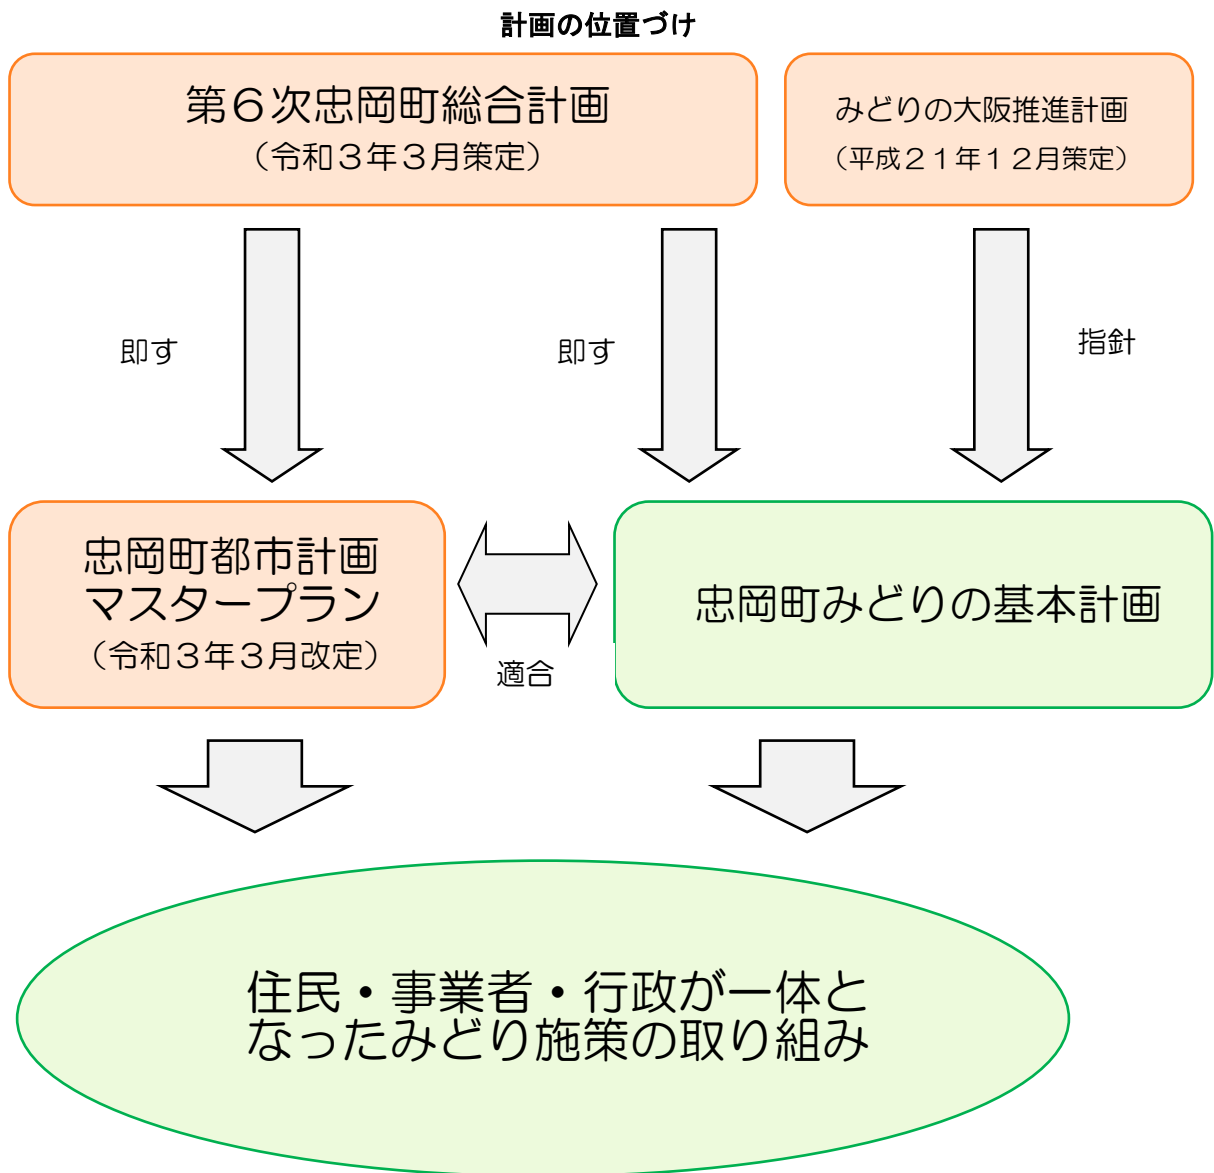 計画の位置づけ
第６次忠岡町総合計画
（令和３年３月策定）
みどりの大阪推進計画
（平成２１年１２月策定）
即す
即す
指針
忠岡町都市計画
マスタープラン
（令和３年３月改定）
適合
忠岡町みどりの基本計画
住民・事業者・行政が一体と
なったみどり施策の取り組み